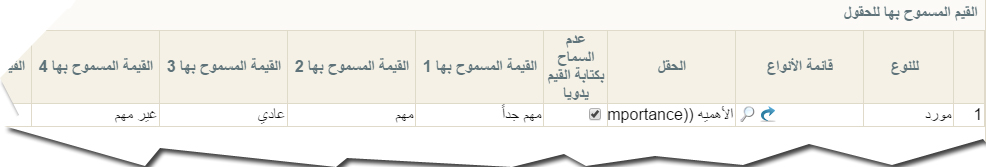 القيم المسموح بها للحقول
للنوع
قائمة الأنواع
الحقل
عدم
السماح
بكتابة القيم
يدويا
القيمة المسموح بها 1
القيمة المسموح بها 2
القيمة المسموح بها 3
القيمة المسموح بها 4
1
مورد
الأهميه ((mportance
مهم جداً
مهم
عادي
غير مهم